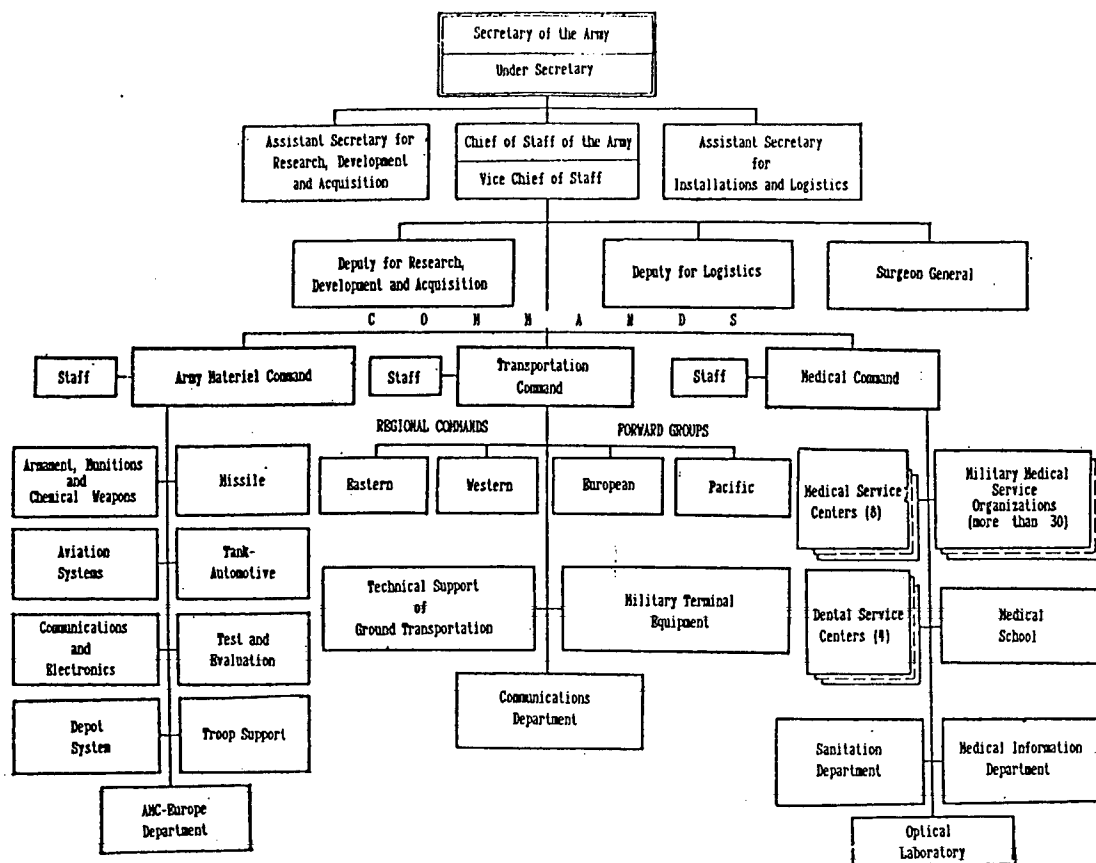 Secretary of the Army
Under Secretary
Assistant Secretary for
Research, Development
and Acquisition
Chief of Staff of the Army
Vice Chief of Staff
Assistant Secretary
for
Installations and Logistics
Deputy for Research,
Development and Acquisition
Deputy for Logistics
Surgeon General
C O M M A N D S
Staff
Army Materiel Command
Staff
Transportation
Command
Staff
Medical Command
REGIONAL COMMANDS
FORWARD GROUPS
Armament, Munitions
and
Chemical Weapons
Missile
Eastern
Western
European
Pacific
Medical Service
Centers (8)
Military Medical
Service
Organizations
(more than 30)
Aviation
Systems
Tank-
Automotive
Technical Support
of
Ground Transportation
Military Terminal
Equipment
Dental Service
Centers (4)
Medical
School
Communications
and
Electronics
Test and
Evaluation
Communications
Department
Depot
System
Troop Support
Sanitation
Department
Medical Information
Department
AMC-Europe
Department
Optical
Laboratory